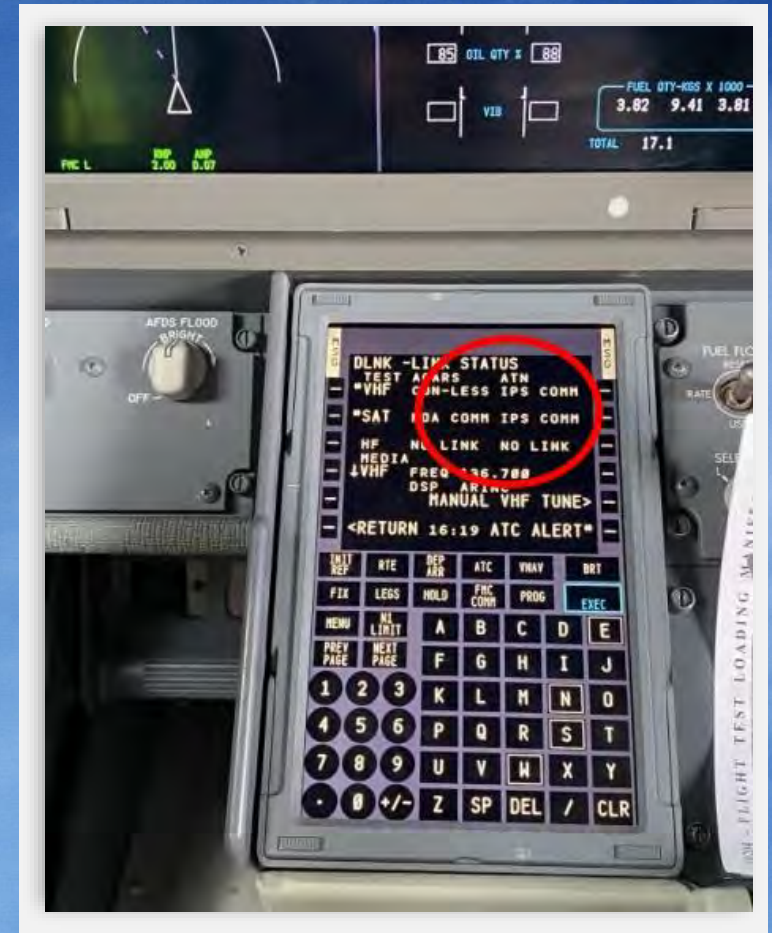 85 OIL QTY % 88
VIB
FUEL QTY-KGS X 1000
3.82 9.41 3.81
TOTAL 17.1
FMC L
RNP ANP
2.00 0.07
AFDS FLOOD
BRIGHT
OFF
RATE
MSG
MSG
DLNK -LINK STATUS
TEST ACARS ATN
*VHF CON-LESS IPS COMM
*SAT COMM IPS COMM
HF NO LINK NO LINK
MEDIA
↓VHF FREQ 136.700
DSP ARINC
MANUAL VHF TUNE>
<RETURN 16:19 ATC ALERT*
INIT REF RTE DEP ARR ATC VNAV BRT
FIX LEGS HOLD FMC COMM PROG EXEC
MENU N1 LIMIT A B C D E
PREV PAGE NEXT PAGE F G H I J
1 2 3 K L M N O
4 5 6 P Q R S T
7 8 9 U V W X Y
. 0 +/- Z SP DEL / CLR
FLIGHT TEST LOADING